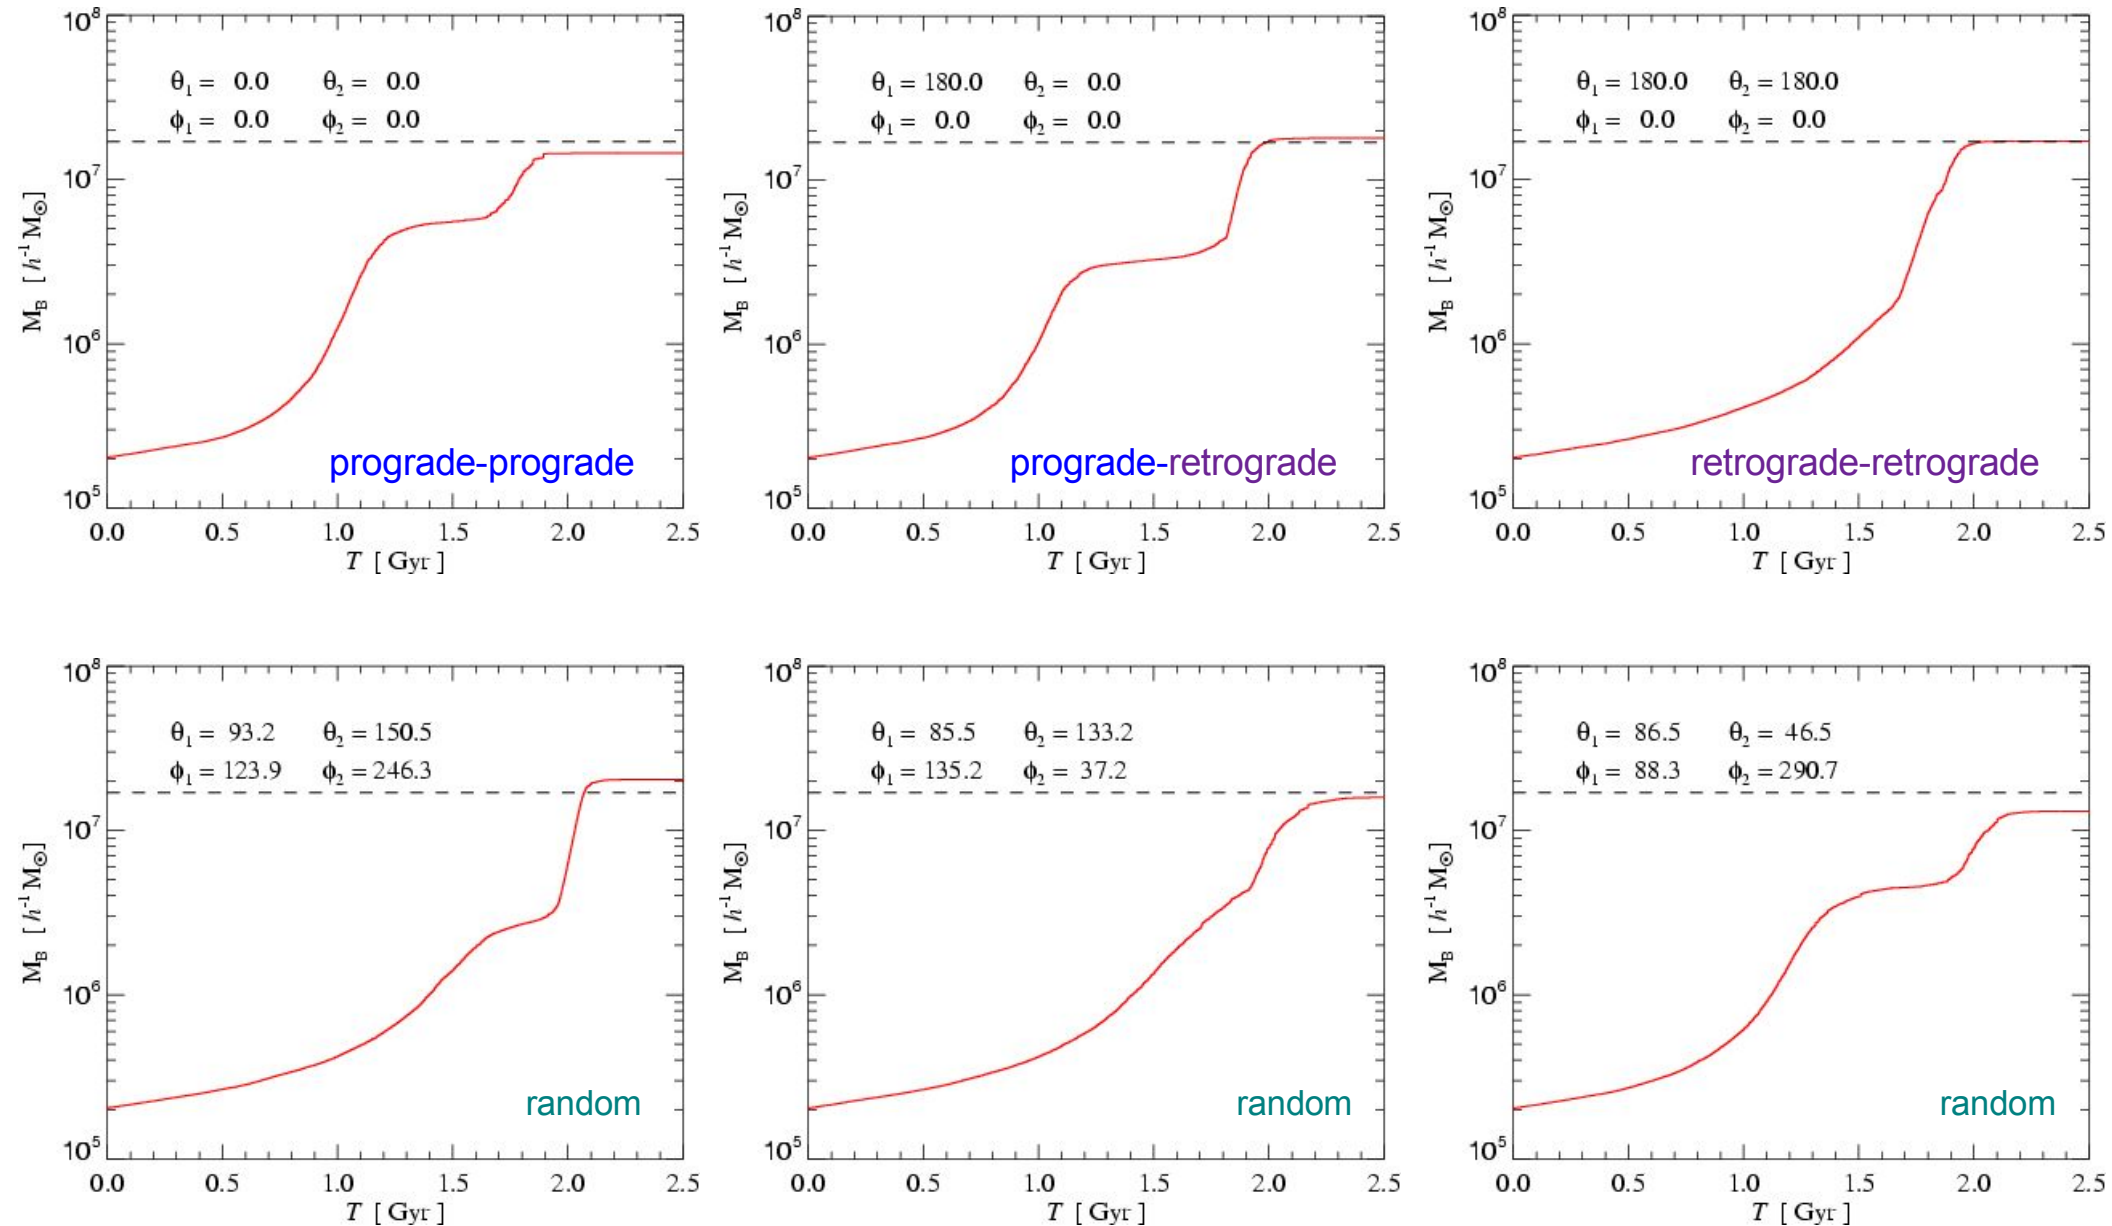 10⁸
θ₁ = 0.0 θ₂ = 0.0
ϕ₁ = 0.0 ϕ₂ = 0.0
10⁷
M_B [ h⁻¹ M⊙]
10⁶
prograde-prograde
10⁵
0.0 0.5 1.0 1.5 2.0 2.5
T [ Gyr ]
10⁸
θ₁ = 180.0 θ₂ = 0.0
ϕ₁ = 0.0 ϕ₂ = 0.0
10⁷
M_B [ h⁻¹ M⊙]
10⁶
prograde-retrograde
10⁵
0.0 0.5 1.0 1.5 2.0 2.5
T [ Gyr ]
10⁸
θ₁ = 180.0 θ₂ = 180.0
ϕ₁ = 0.0 ϕ₂ = 0.0
10⁷
M_B [ h⁻¹ M⊙]
10⁶
retrograde-retrograde
10⁵
0.0 0.5 1.0 1.5 2.0 2.5
T [ Gyr ]
10⁸
θ₁ = 93.2 θ₂ = 150.5
ϕ₁ = 123.9 ϕ₂ = 246.3
10⁷
M_B [ h⁻¹ M⊙]
10⁶
random
10⁵
0.0 0.5 1.0 1.5 2.0 2.5
T [ Gyr ]
10⁸
θ₁ = 85.5 θ₂ = 133.2
ϕ₁ = 135.2 ϕ₂ = 37.2
10⁷
M_B [ h⁻¹ M⊙]
10⁶
random
10⁵
0.0 0.5 1.0 1.5 2.0 2.5
T [ Gyr ]
10⁸
θ₁ = 86.5 θ₂ = 46.5
ϕ₁ = 88.3 ϕ₂ = 290.7
10⁷
M_B [ h⁻¹ M⊙]
10⁶
random
10⁵
0.0 0.5 1.0 1.5 2.0 2.5
T [ Gyr ]